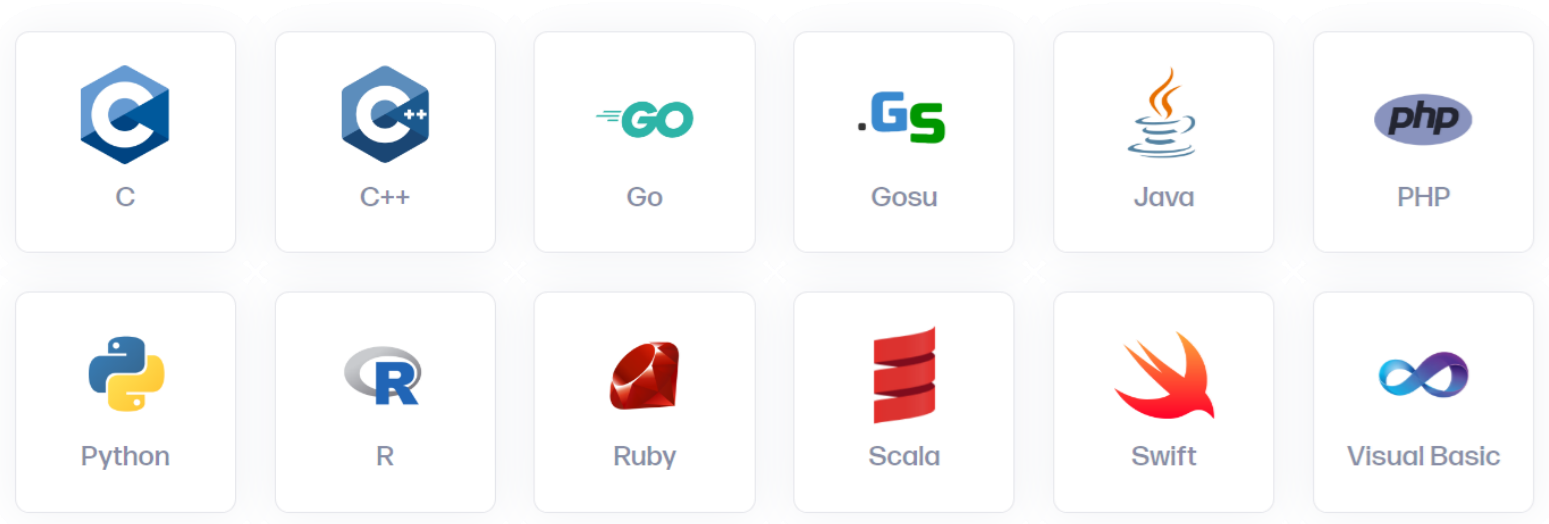 C
C++
Go
Gosu
Java
PHP
Python
R
Ruby
Scala
Swift
Visual Basic
C
C++
GO
.GS
php
R